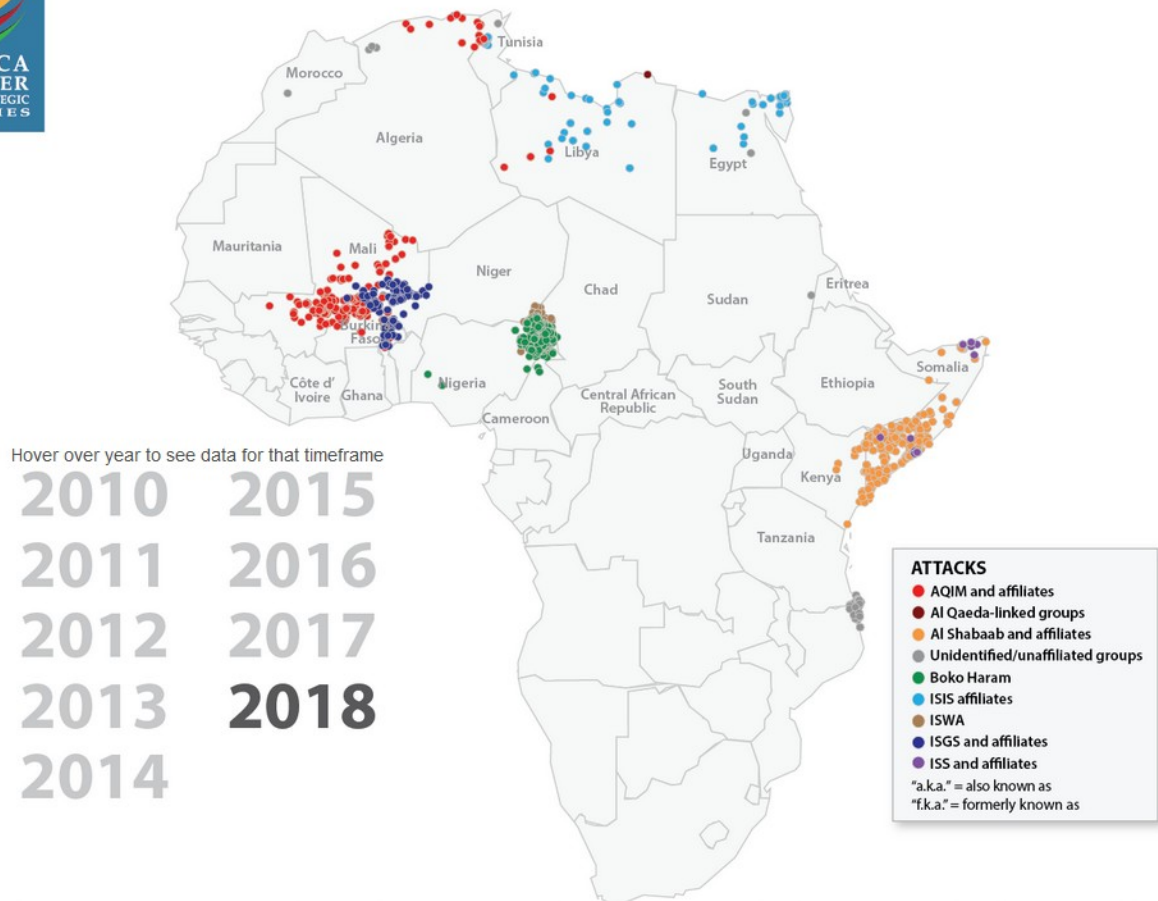 CA
ER
EGIC
IES
Tunisia
Morocco
Algeria
Libya
Egypt
Mauritania
Mali
Niger
Chad
Sudan
Eritrea
Burkina
Faso
Côte d'
Ivoire
Ghana
Nigeria
Cameroon
Central African
Republic
South
Sudan
Ethiopia
Somalia
Uganda
Kenya
Tanzania
Hover over year to see data for that timeframe
2010 2015
2011 2016
2012 2017
2013 2018
2014
ATTACKS
AQIM and affiliates
Al Qaeda-linked groups
Al Shabaab and affiliates
Unidentified/unaffiliated groups
Boko Haram
ISIS affiliates
ISWA
ISGS and affiliates
ISS and affiliates
"a.k.a." = also known as
"f.k.a." = formerly known as